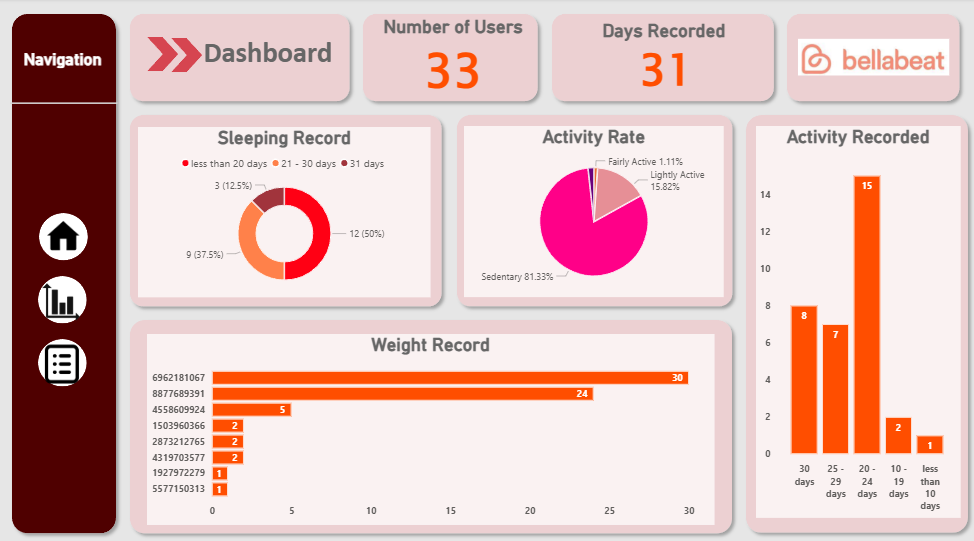 Navigation
Dashboard
Number of Users
33
Days Recorded
31
bellabeat
Sleeping Record
less than 20 days 21 - 30 days 31 days
3 (12.5%)
12 (50%)
9 (37.5%)
Activity Rate
Fairly Active 1.11%
Lightly Active
15.82%
Sedentary 81.33%
Activity Recorded
14
12
10
8
6
4
2
0
8
7
15
2
1
30
days
25 -
29
days
20 -
24
days
10 -
19
days
less
than
10
days
Weight Record
6962181067 30
8877689391 24
4558609924 5
1503960366 2
2873212765 2
4319703577 2
1927972279 1
5577150313 1
0 5 10 15 20 25 30